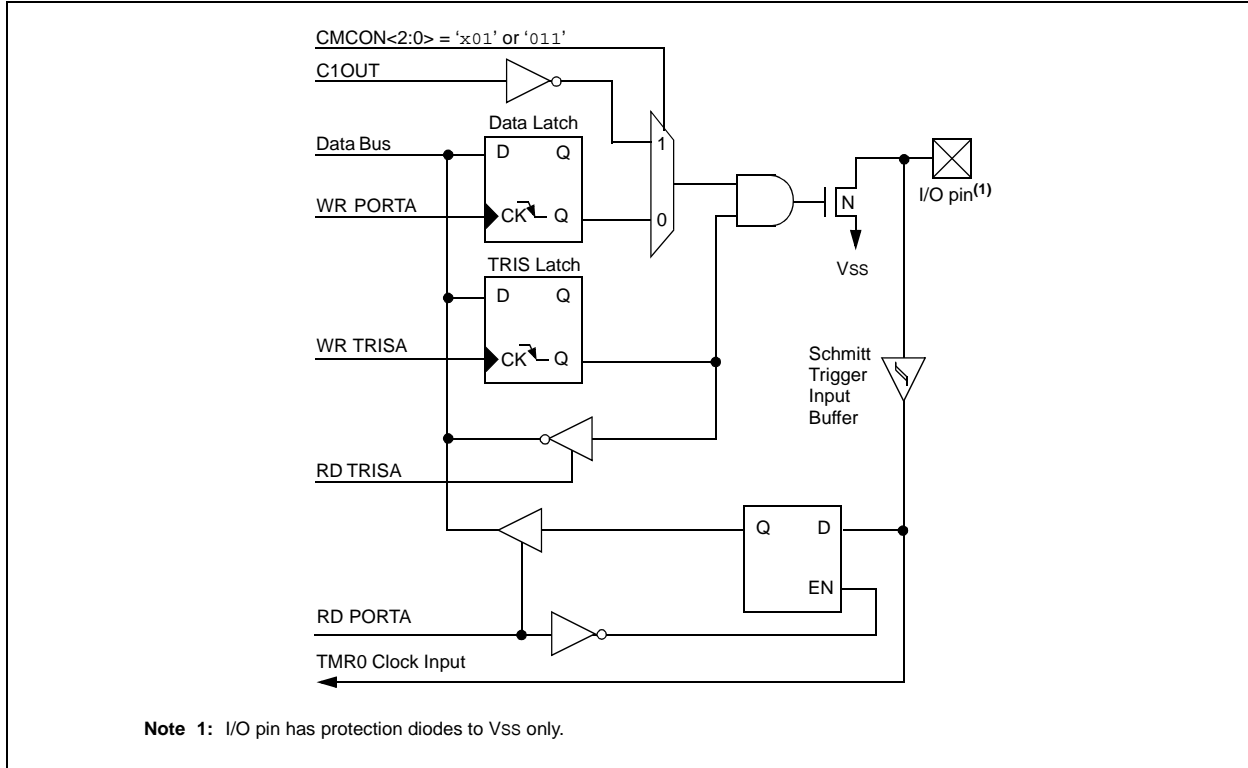 CMCON<2:0> = ‘x01’ or ‘011’
C1OUT
Data Latch
Data Bus
D Q
WR PORTA
CK Q
1
0
N
I/O pin(1)
VSS
TRIS Latch
D Q
WR TRISA
CK Q
Schmitt
Trigger
Input
Buffer
RD TRISA
Q D
EN
RD PORTA
TMR0 Clock Input
Note 1: I/O pin has protection diodes to VSS only.